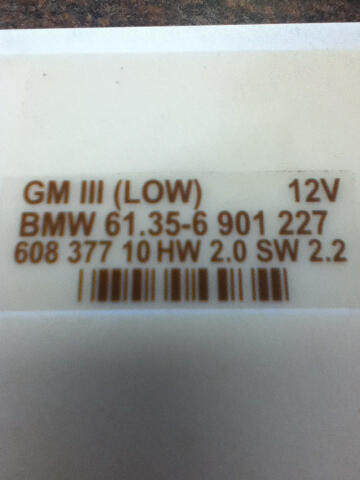 GM III (LOW) 12V
BMW 61.35-6 901 227
608 377 10 HW 2.0 SW 2.2